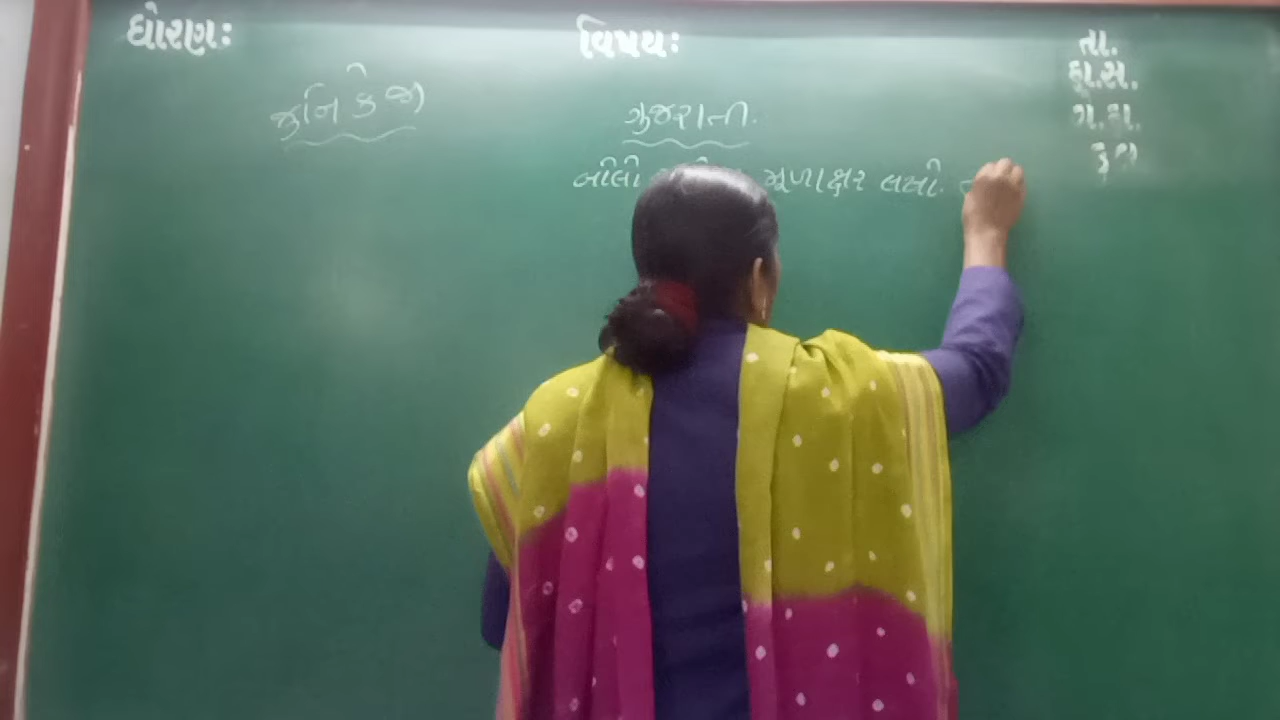 ધોરણઃ
વિષયઃ
તા.
હા.સ.
ગ.હા.
કુલ
જુનિ કે જી
ગુજરાતી.
બોલી મૂળાક્ષર લખો.